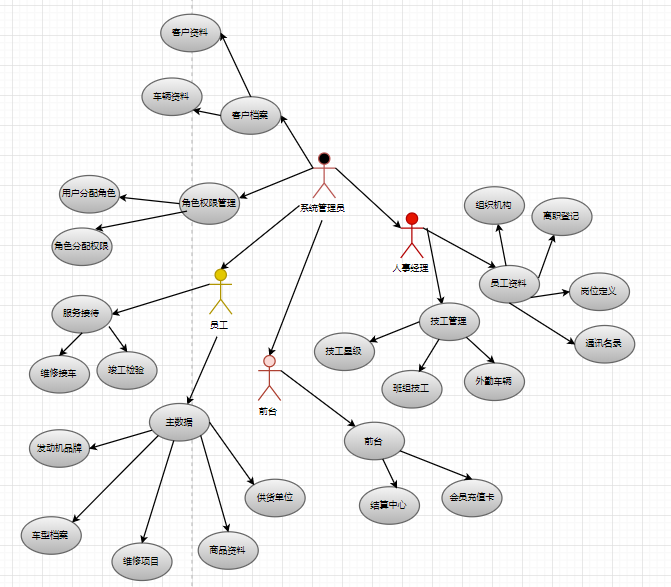 客户资料
车辆资料
客户档案
用户分配角色
角色权限管理
角色分配权限
系统管理员
组织机构
离职登记
人事经理
员工资料
岗位定义
服务接待
员工
技工管理
通讯名录
维修接车
竣工检验
技工星级
班组技工
外勤车辆
前台
主数据
发动机品牌
前台
供货单位
结算中心
会员充值卡
车型档案
维修项目
商品资料